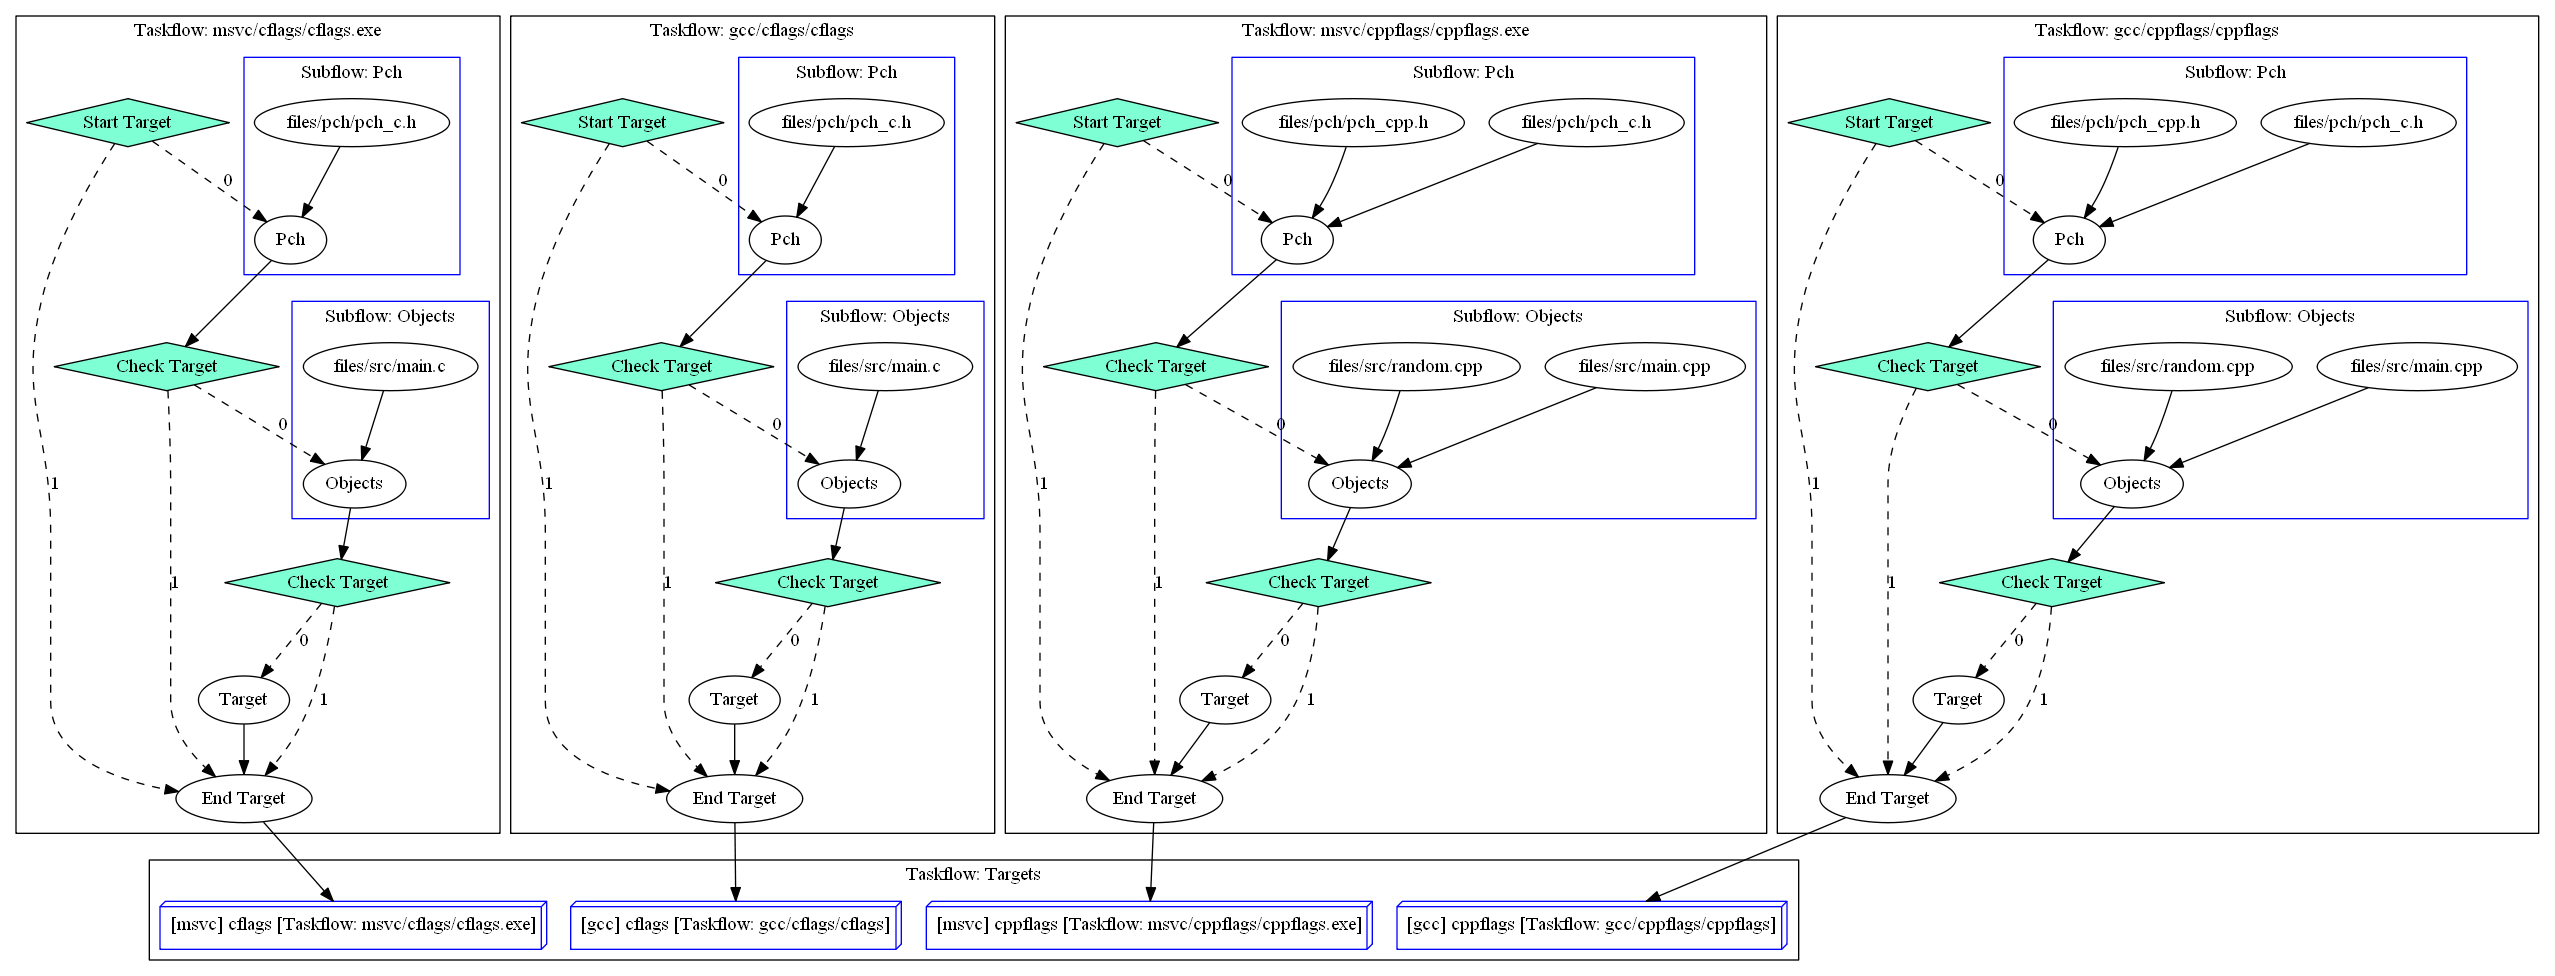 Taskflow: msvc/cflags/cflags.exe
Subflow: Pch
Start Target
files/pch/pch_c.h
0
Pch
Subflow: Objects
Check Target
files/src/main.c
0
1
Objects
Check Target
1
0
Target
1
End Target
Taskflow: gcc/cflags/cflags
Subflow: Pch
Start Target
files/pch/pch_c.h
0
Pch
Subflow: Objects
Check Target
files/src/main.c
0
1
Objects
Check Target
1
0
Target
1
End Target
Taskflow: msvc/cppflags/cppflags.exe
Subflow: Pch
Start Target
files/pch/pch_cpp.h
files/pch/pch_c.h
0
Pch
Subflow: Objects
Check Target
files/src/random.cpp
files/src/main.cpp
0
1
Objects
Check Target
1
0
Target
1
End Target
Taskflow: gcc/cppflags/cppflags
Subflow: Pch
Start Target
files/pch/pch_cpp.h
files/pch/pch_c.h
0
Pch
Subflow: Objects
Check Target
files/src/random.cpp
files/src/main.cpp
0
1
Objects
Check Target
1
0
Target
1
End Target
Taskflow: Targets
[msvc] cflags [Taskflow: msvc/cflags/cflags.exe]
[gcc] cflags [Taskflow: gcc/cflags/cflags]
[msvc] cppflags [Taskflow: msvc/cppflags/cppflags.exe]
[gcc] cppflags [Taskflow: gcc/cppflags/cppflags]